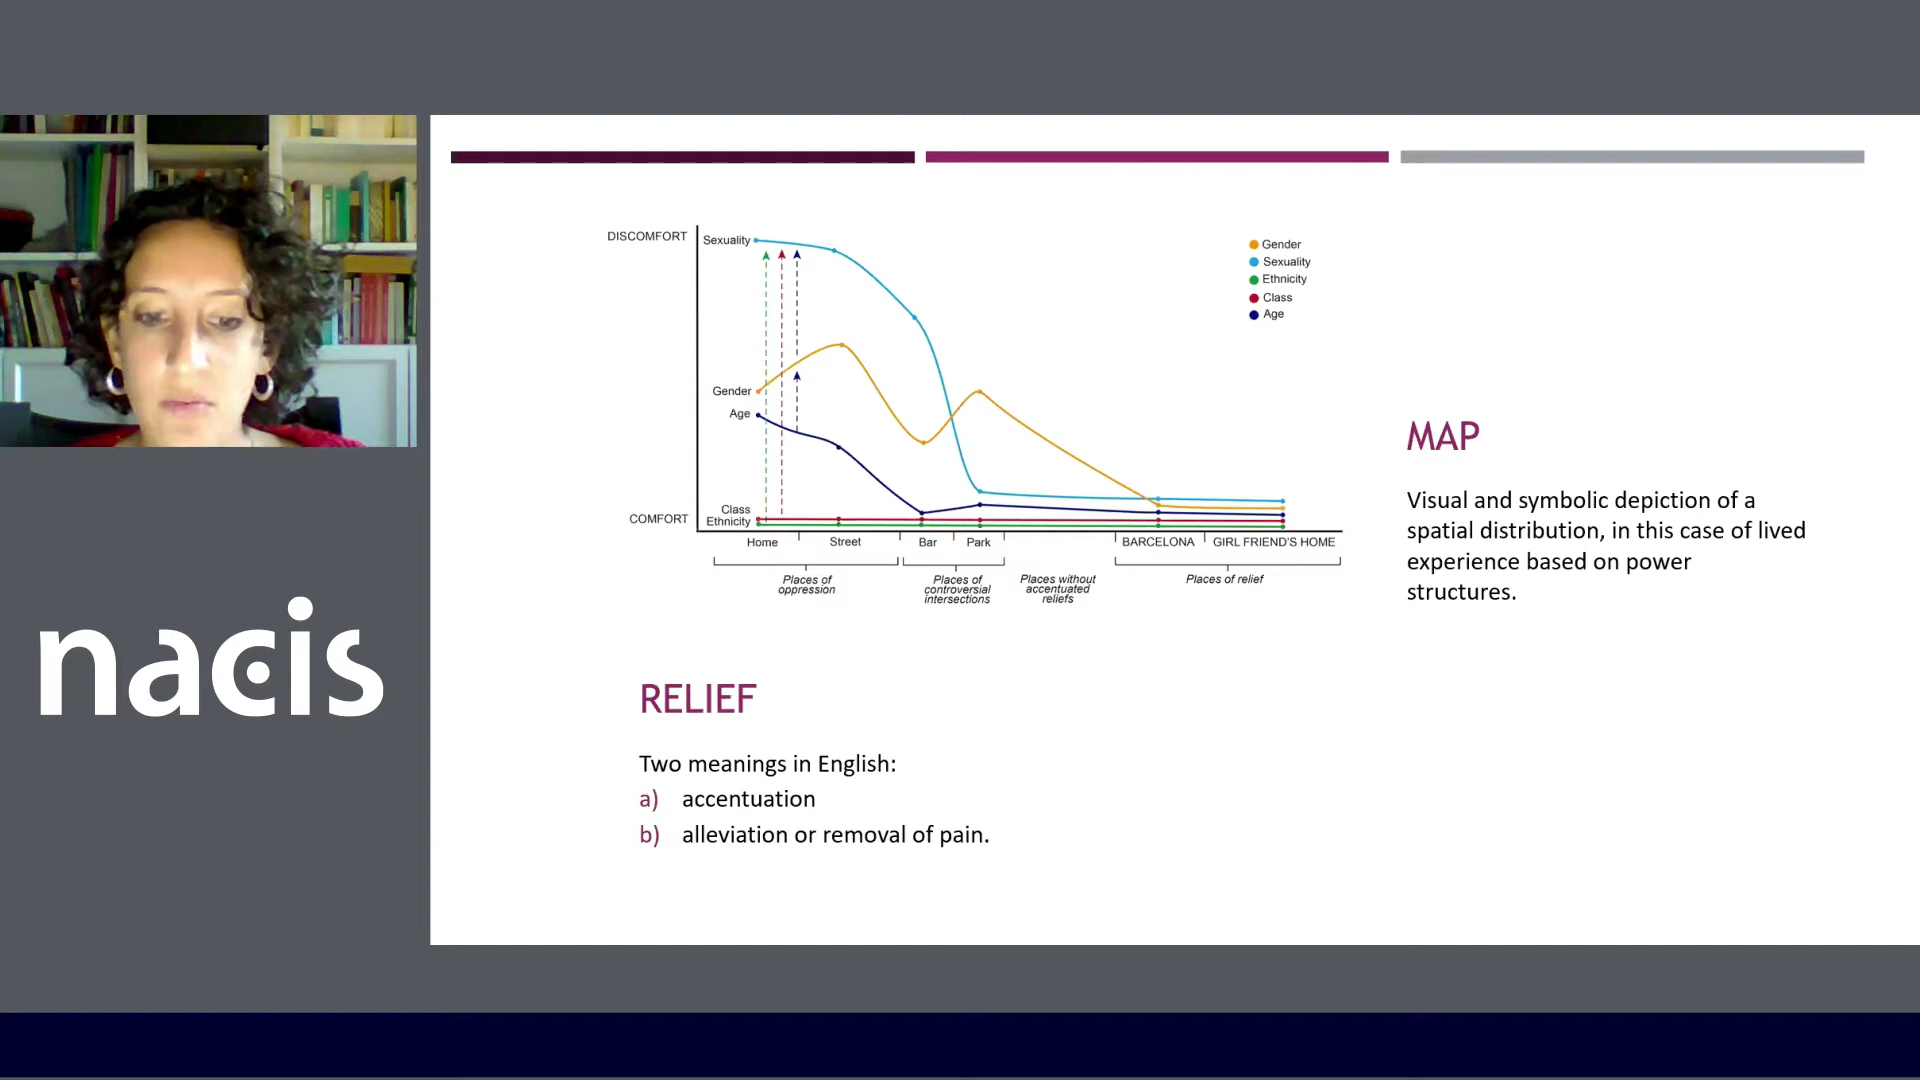 nacis
DISCOMFORT
Sexuality
Gender
Age
Class
Ethnicity
COMFORT
Gender
Sexuality
Ethnicity
Class
Age
Home
Street
Bar
Park
BARCELONA
GIRL FRIEND'S HOME
Places of
oppression
Places of
controversial
intersections
Places without
accentuated
reliefs
Places of relief
MAP
Visual and symbolic depiction of a
spatial distribution, in this case of lived
experience based on power
structures.
RELIEF
Two meanings in English:
a) accentuation
b) alleviation or removal of pain.